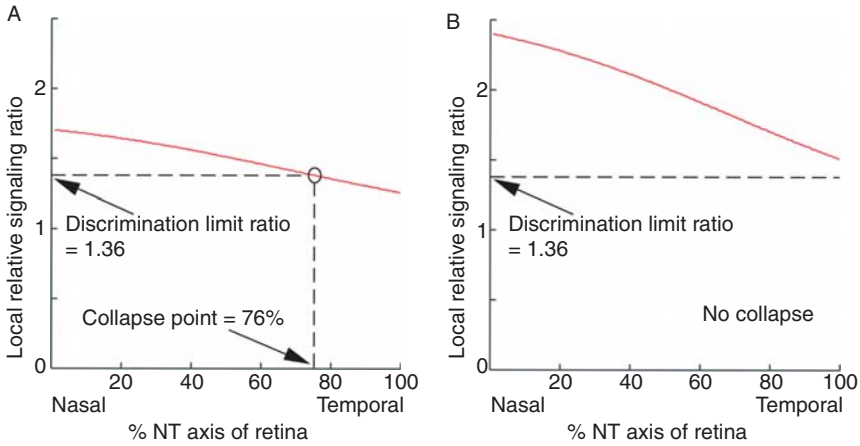 A
Local relative signaling ratio
2
1
0
Discrimination limit ratio
= 1.36
Collapse point = 76%
20 40 60 80 100
Nasal Temporal
% NT axis of retina
B
Local relative signaling ratio
2
1
0
Discrimination limit ratio
= 1.36
No collapse
20 40 60 80 100
Nasal Temporal
% NT axis of retina